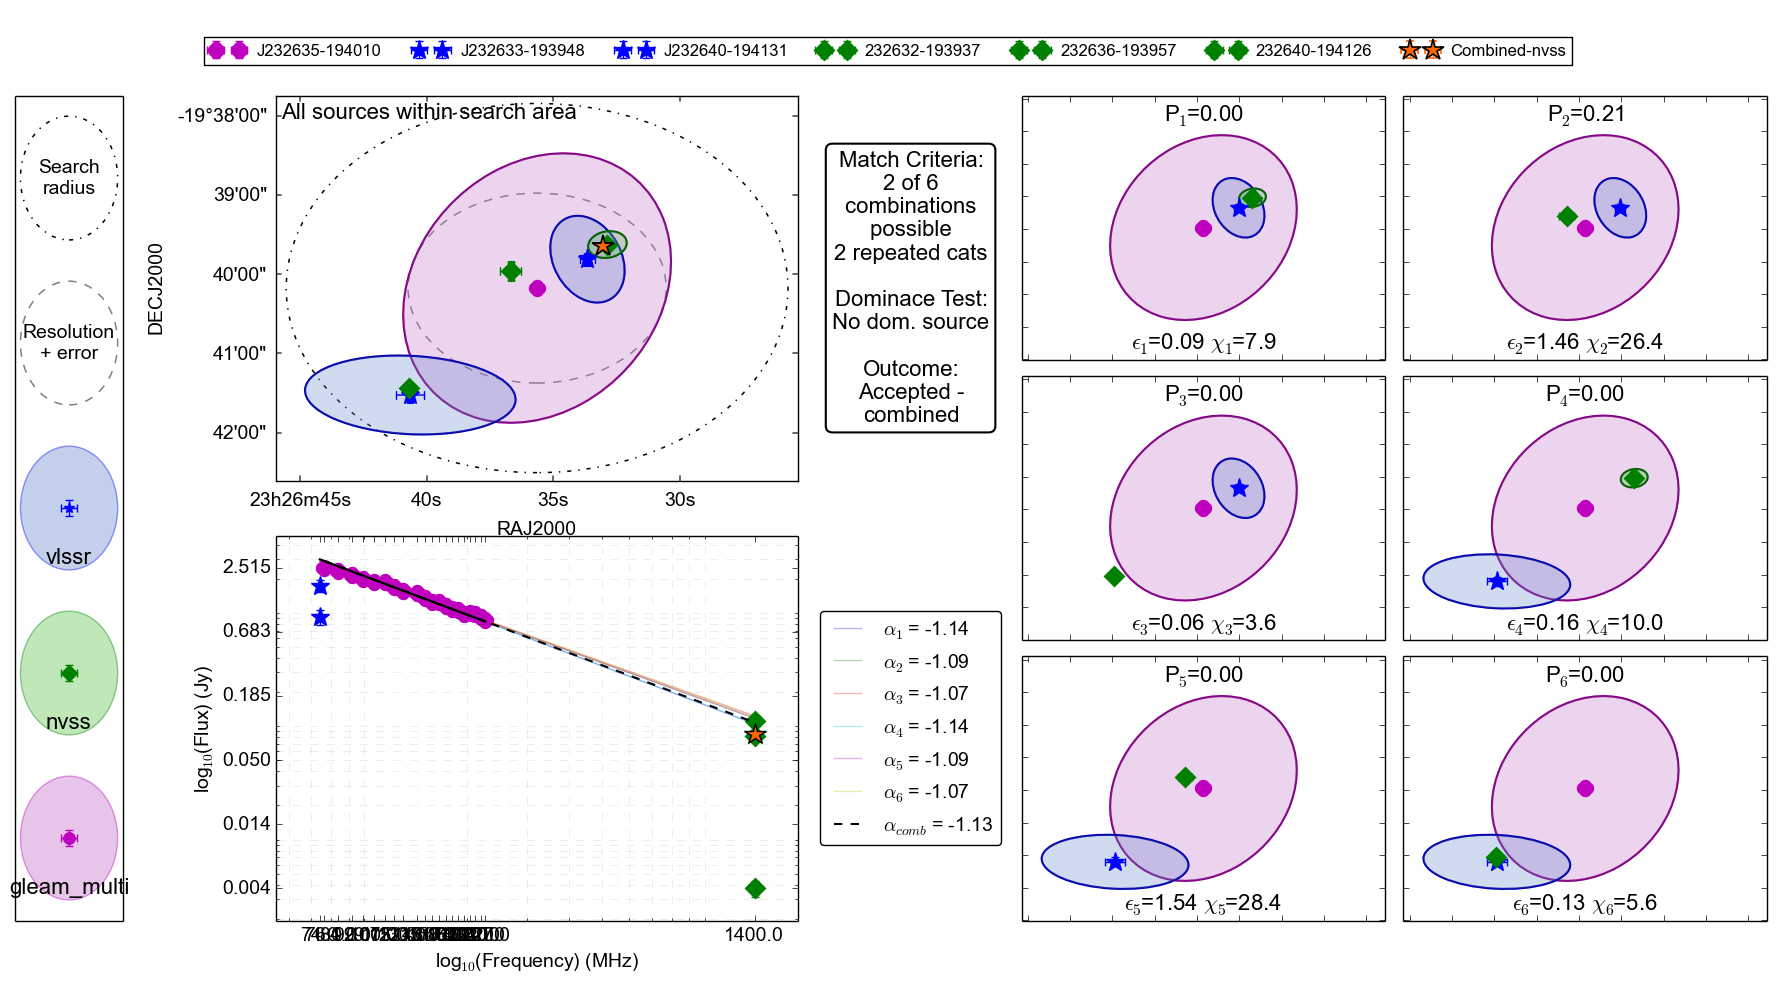 J232635-194010 J232633-193948 J232640-194131 232632-193937 232636-193957 232640-194126 Combined-nvss
Search
radius
Resolution
+ error
vlssr
nvss
gleam_multi
All sources within search area
-19°38'00"
39'00"
40'00"
41'00"
42'00"
DECJ2000
23h26m45s 40s 35s 30s
RAJ2000
Match Criteria:
2 of 6
combinations
possible
2 repeated cats
Dominace Test:
No dom. source
Outcome:
Accepted -
combined
2.515
0.683
0.185
0.050
0.014
0.004
log10(Flux) (Jy)
1400.0
log10(Frequency) (MHz)
α1 = -1.14
α2 = -1.09
α3 = -1.07
α4 = -1.14
α5 = -1.09
α6 = -1.07
αcomb = -1.13
P1=0.00
ϵ1=0.09 χ1=7.9
P2=0.21
ϵ2=1.46 χ2=26.4
P3=0.00
ϵ3=0.06 χ3=3.6
P4=0.00
ϵ4=0.16 χ4=10.0
P5=0.00
ϵ5=1.54 χ5=28.4
P6=0.00
ϵ6=0.13 χ6=5.6